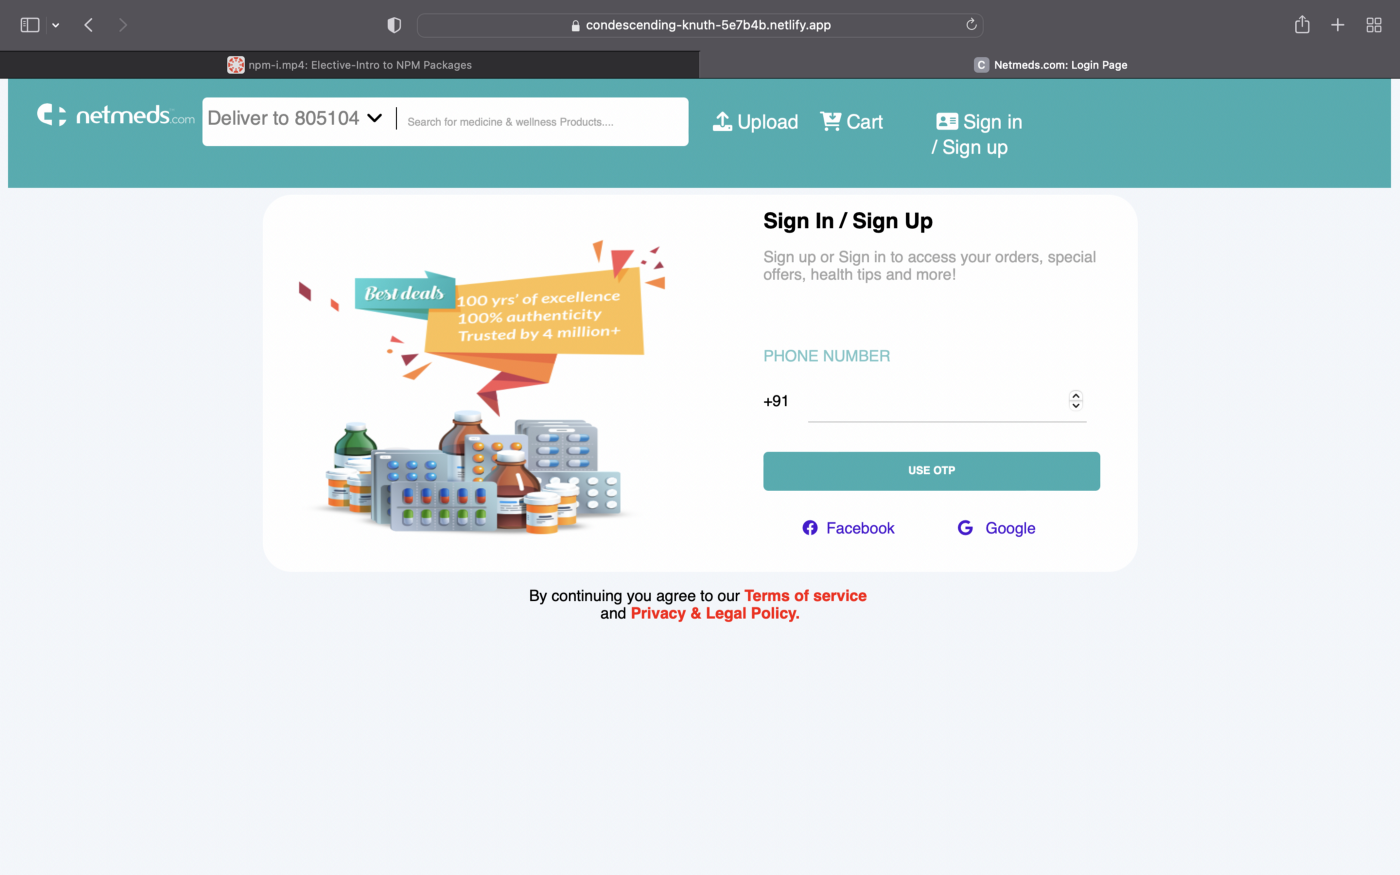 condescending-knuth-5e7b4b.netlify.app
npm-i.mp4: Elective-Intro to NPM Packages
C Netmeds.com: Login Page
netmeds.com
Deliver to 805104
Search for medicine & wellness Products....
Upload
Cart
Sign in
/ Sign up
Sign In / Sign Up
Sign up or Sign in to access your orders, special
offers, health tips and more!
Best deals
100 yrs' of excellence
100% authenticity
Trusted by 4 million+
PHONE NUMBER
+91
USE OTP
Facebook
Google
By continuing you agree to our Terms of service
and Privacy & Legal Policy.